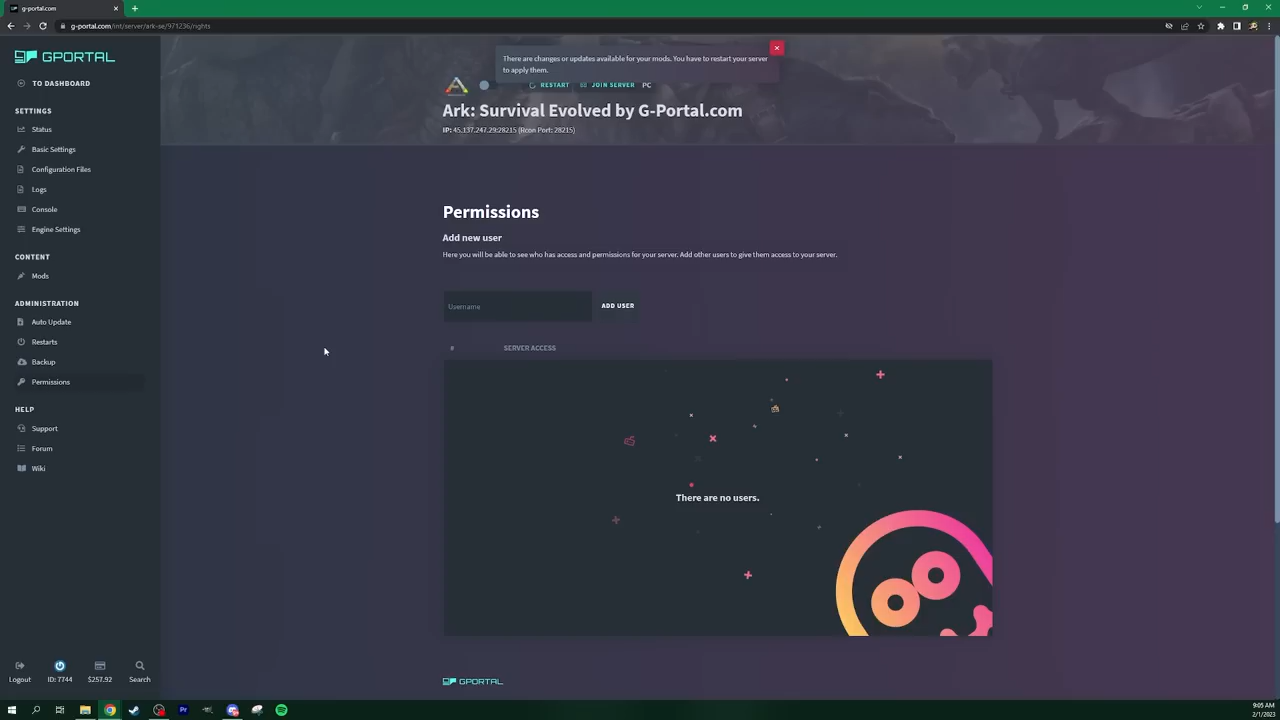 g-portal.com
g-portal.com/int/server/ark-se/971236/rights
GPORTAL
TO DASHBOARD
SETTINGS
Status
Basic Settings
Configuration Files
Logs
Console
Engine Settings
CONTENT
Mods
ADMINISTRATION
Auto Update
Restarts
Backup
Permissions
HELP
Support
Forum
Wiki
Logout
ID: 7744
$257.92
Search
There are changes or updates available for your mods. You have to restart your server
to apply them.
RESTART JOIN SERVER PC
Ark: Survival Evolved by G-Portal.com
IP: 45.137.247.29:28215 (Rcon Port: 28215)
Permissions
Add new user
Here you will be able to see who has access and permissions for your server. Add other users to give them access to your server.
Username
ADD USER
# SERVER ACCESS
There are no users.
GPORTAL
Pr
9:05 AM
2/1/2023